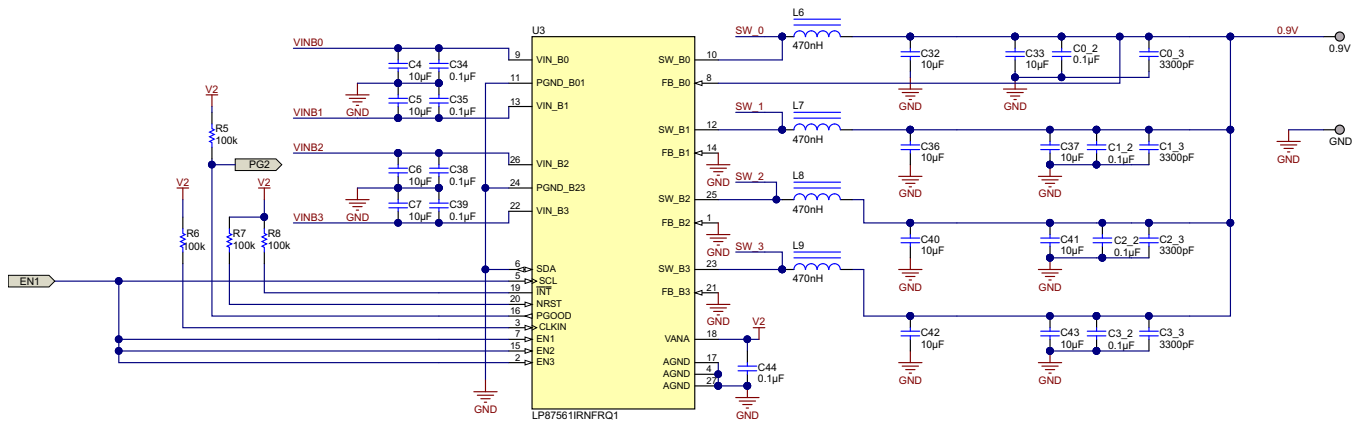 U3
LP87561IRNFRQ1
VINB0
VINB1
VINB2
VINB3
C4
10µF
C34
0.1µF
C5
10µF
C35
0.1µF
GND
C6
10µF
C38
0.1µF
C7
10µF
C39
0.1µF
GND
V2
R5
100k
PG2
V2
R6
100k
V2
R7
100k
R8
100k
EN1
GND
9 VIN_B0
11 PGND_B01
13 VIN_B1
26 VIN_B2
24 PGND_B23
22 VIN_B3
6 SDA
5 SCL
19 INT
20 NRST
16 PGOOD
3 CLKIN
7 EN1
15 EN2
2 EN3
SW_B0 10
FB_B0 8
SW_B1 12
FB_B1 14
SW_B2 25
FB_B2 1
SW_B3 23
FB_B3 21
VANA 18
AGND 17
AGND 4
AGND 27
GND
GND
GND
V2
C44
0.1µF
GND
SW_0
L6
470nH
C32
10µF
GND
C33
10µF
GND
C0_2
0.1µF
C0_3
3300pF
0.9V
0.9V
SW_1
L7
470nH
C36
10µF
GND
C37
10µF
GND
C1_2
0.1µF
C1_3
3300pF
GND
GND
SW_2
L8
470nH
C40
10µF
GND
C41
10µF
GND
C2_2
0.1µF
C2_3
3300pF
SW_3
L9
470nH
C42
10µF
GND
C43
10µF
GND
C3_2
0.1µF
C3_3
3300pF